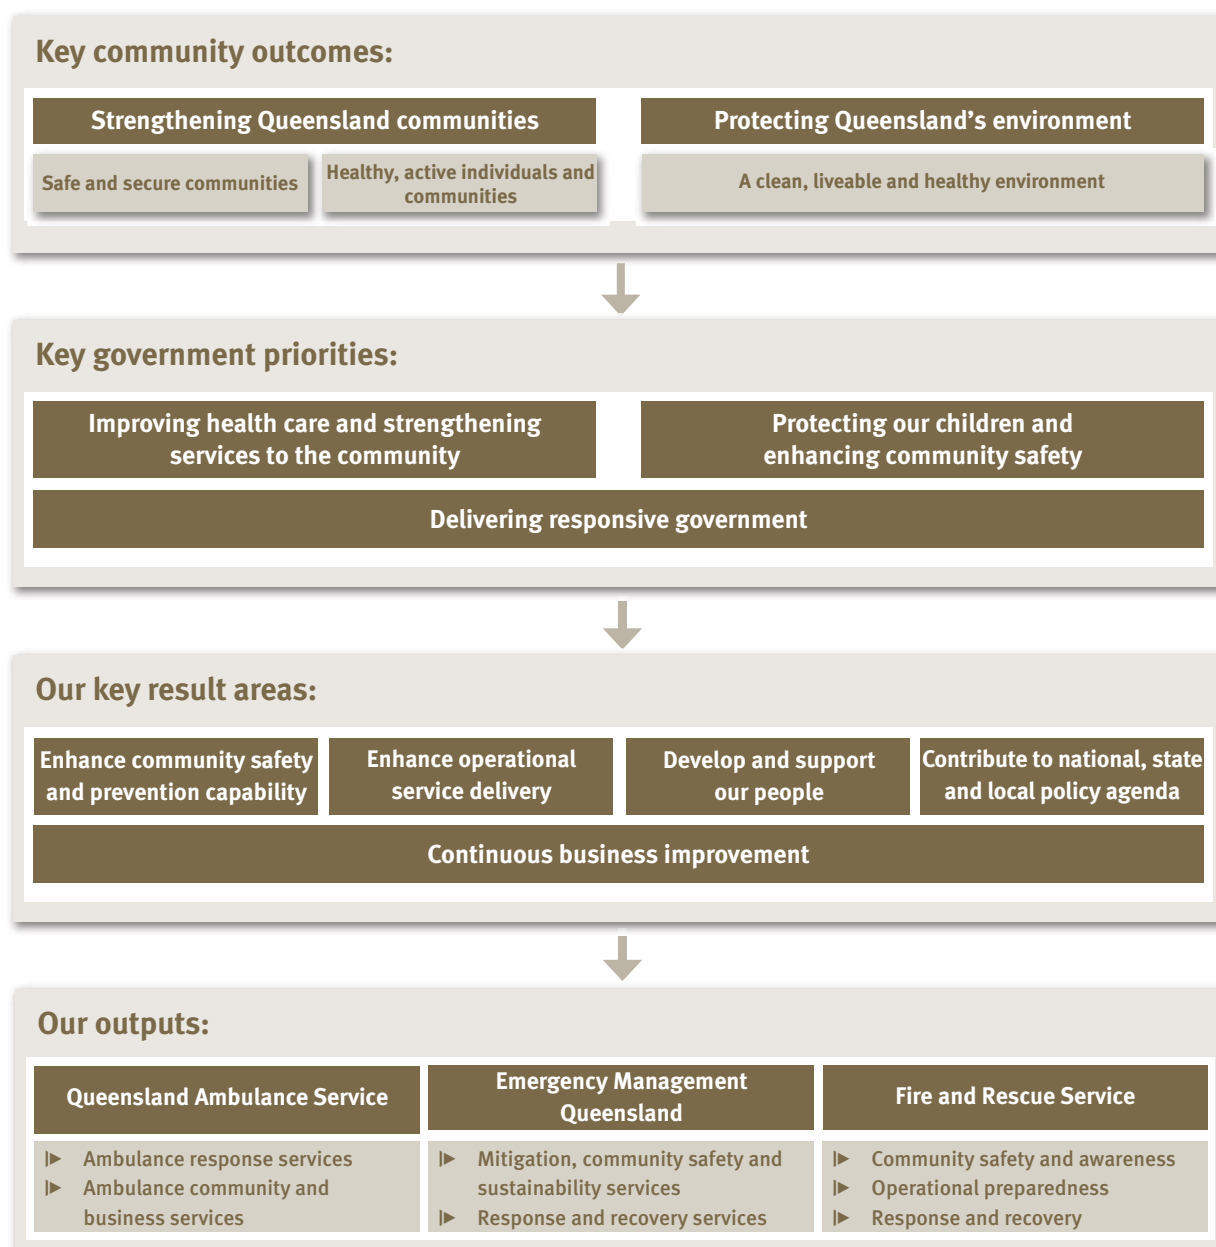 Key community outcomes:
Strengthening Queensland communities
Protecting Queensland's environment
Safe and secure communities
Healthy, active individuals and
communities
A clean, liveable and healthy environment
Key government priorities:
Improving health care and strengthening
services to the community
Protecting our children and
enhancing community safety
Delivering responsive government
Our key result areas:
Enhance community safety
and prevention capability
Enhance operational
service delivery
Develop and support
our people
Contribute to national, state
and local policy agenda
Continuous business improvement
Our outputs:
Queensland Ambulance Service
Ambulance response services
Ambulance community and
business services
Emergency Management
Queensland
Mitigation, community safety and
sustainability services
Response and recovery services
Fire and Rescue Service
Community safety and awareness
Operational preparedness
Response and recovery